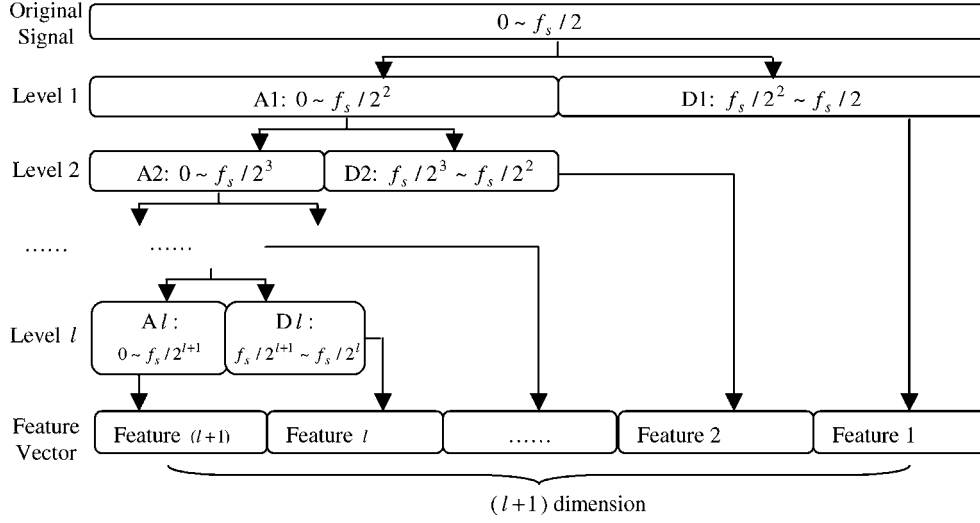 Original
Signal
0 ~ f_s / 2
Level 1
A1: 0 ~ f_s / 2^2
D1: f_s / 2^2 ~ f_s / 2
Level 2
A2: 0 ~ f_s / 2^3
D2: f_s / 2^3 ~ f_s / 2^2
……
……
Level l
A l :
0 ~ f_s / 2^{l+1}
D l :
f_s / 2^{l+1} ~ f_s / 2^l
Feature
Vector
Feature (l+1)
Feature l
……
Feature 2
Feature 1
(l+1) dimension